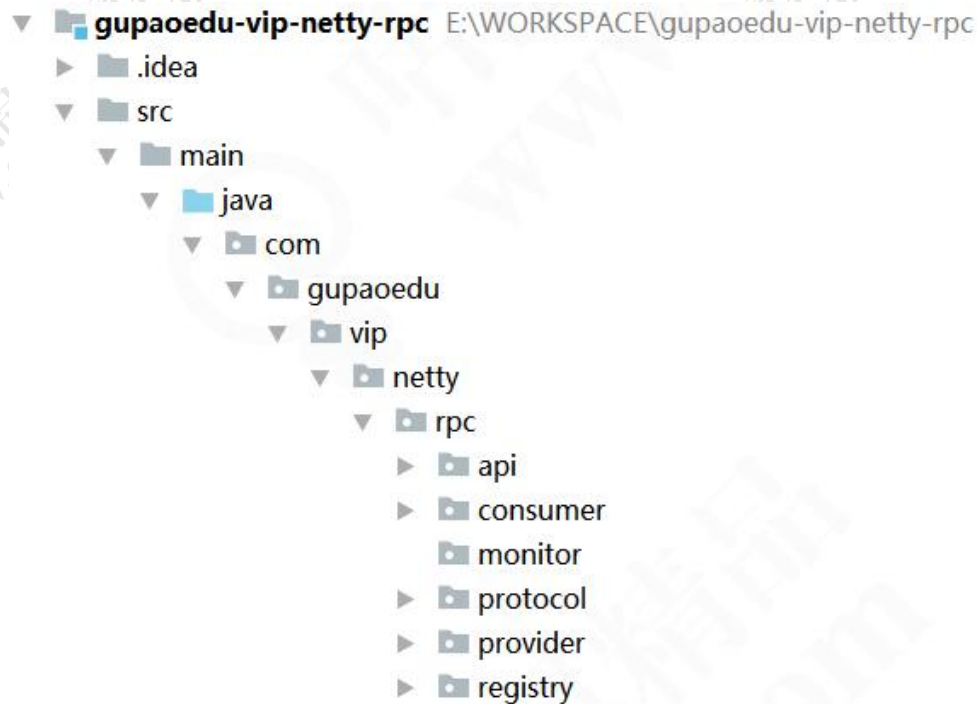 gupaoedu-vip-netty-rpc E:\WORKSPACE\gupaoedu-vip-netty-rpc
.idea
src
main
java
com
gupaoedu
vip
netty
rpc
api
consumer
monitor
protocol
provider
registry